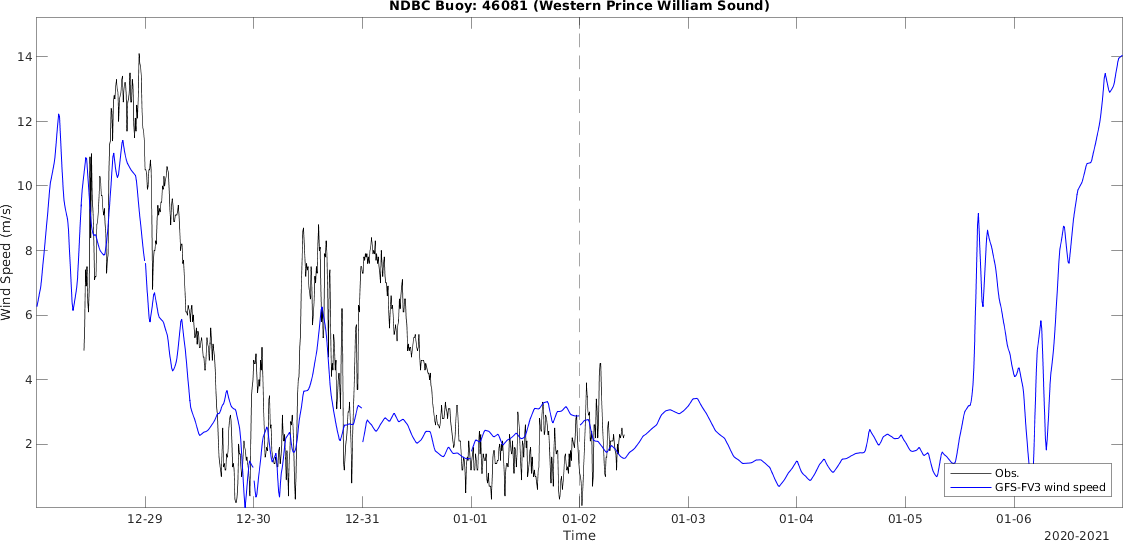 NDBC Buoy: 46081 (Western Prince William Sound)
Wind Speed (m/s)
14
12
10
8
6
4
2
Obs.
GFS-FV3 wind speed
12-29 12-30 12-31 01-01 01-02 01-03 01-04 01-05 01-06
Time
2020-2021